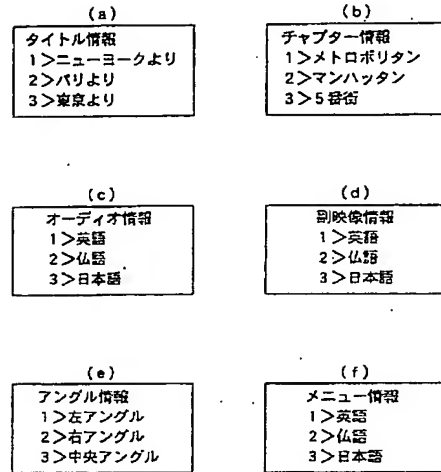 (a)
タイトル情報
1>ニューヨークより
2>パリより
3>東京より
(b)
チャプター情報
1>メトロポリタン
2>マンハッタン
3>5番街
(c)
オーディオ情報
1>英語
2>仏語
3>日本語
(d)
副映像情報
1>英語
2>仏語
3>日本語
(e)
アングル情報
1>左アングル
2>右アングル
3>中央アングル
(f)
メニュー情報
1>英語
2>仏語
3>日本語